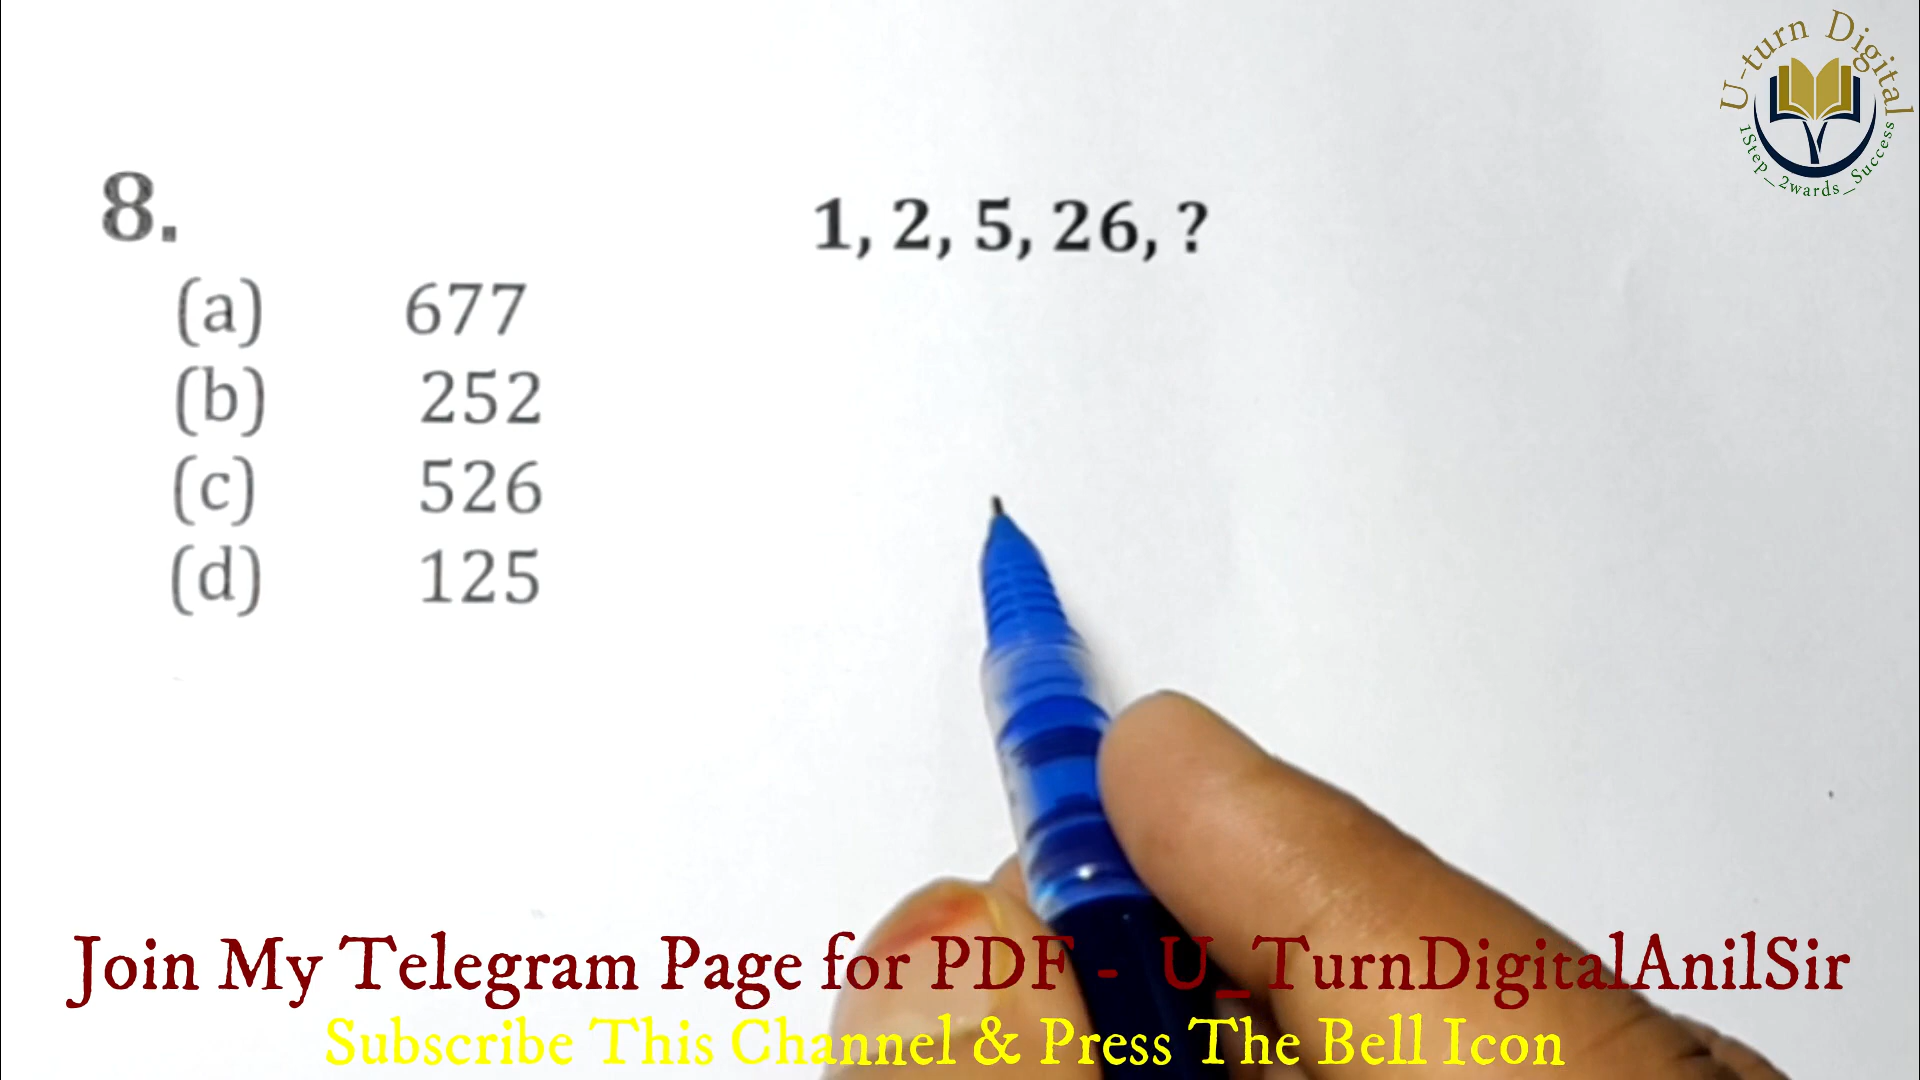 U-turn Digital
1Step_2wards_Success
8. 1, 2, 5, 26, ?
(a) 677
(b) 252
(c) 526
(d) 125
Join My Telegram Page for PDF - U_TurnDigitalAnilSir
Subscribe This Channel & Press The Bell Icon